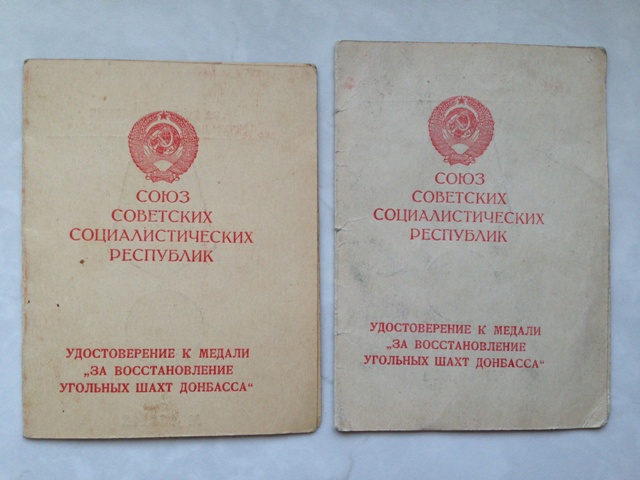 СОЮЗ
СОВЕТСКИХ
СОЦИАЛИСТИЧЕСКИХ
РЕСПУБЛИК
УДОСТОВЕРЕНИЕ К МЕДАЛИ
„ЗА ВОССТАНОВЛЕНИЕ
УГОЛЬНЫХ ШАХТ ДОНБАССА“
СОЮЗ
СОВЕТСКИХ
СОЦИАЛИСТИЧЕСКИХ
РЕСПУБЛИК
УДОСТОВЕРЕНИЕ К МЕДАЛИ
„ЗА ВОССТАНОВЛЕНИЕ
УГОЛЬНЫХ ШАХТ ДОНБАССА“